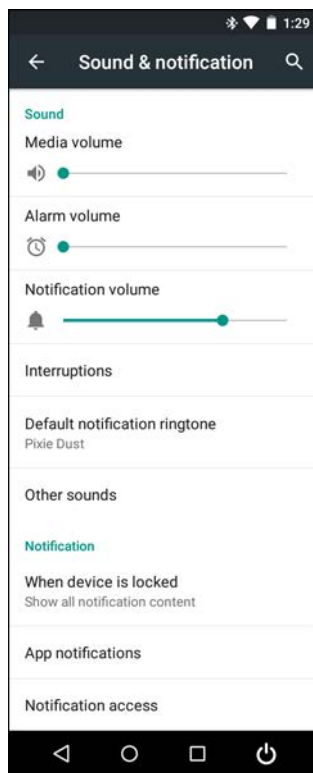 1:29
Sound & notification
Sound
Media volume
Alarm volume
Notification volume
Interruptions
Default notification ringtone
Pixie Dust
Other sounds
Notification
When device is locked
Show all notification content
App notifications
Notification access